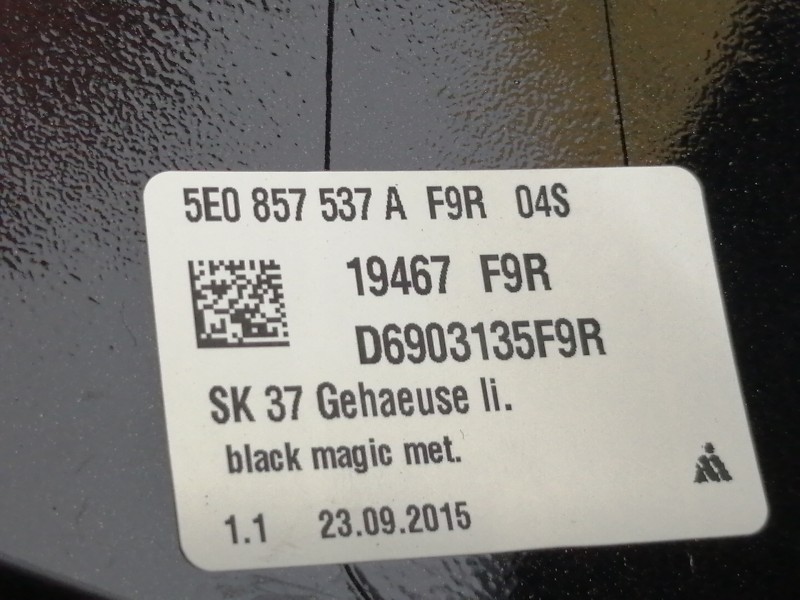 5E0 857 537 A F9R 04S
19467 F9R
D6903135F9R
SK 37 Gehaeuse li.
black magic met.
1.1 23.09.2015